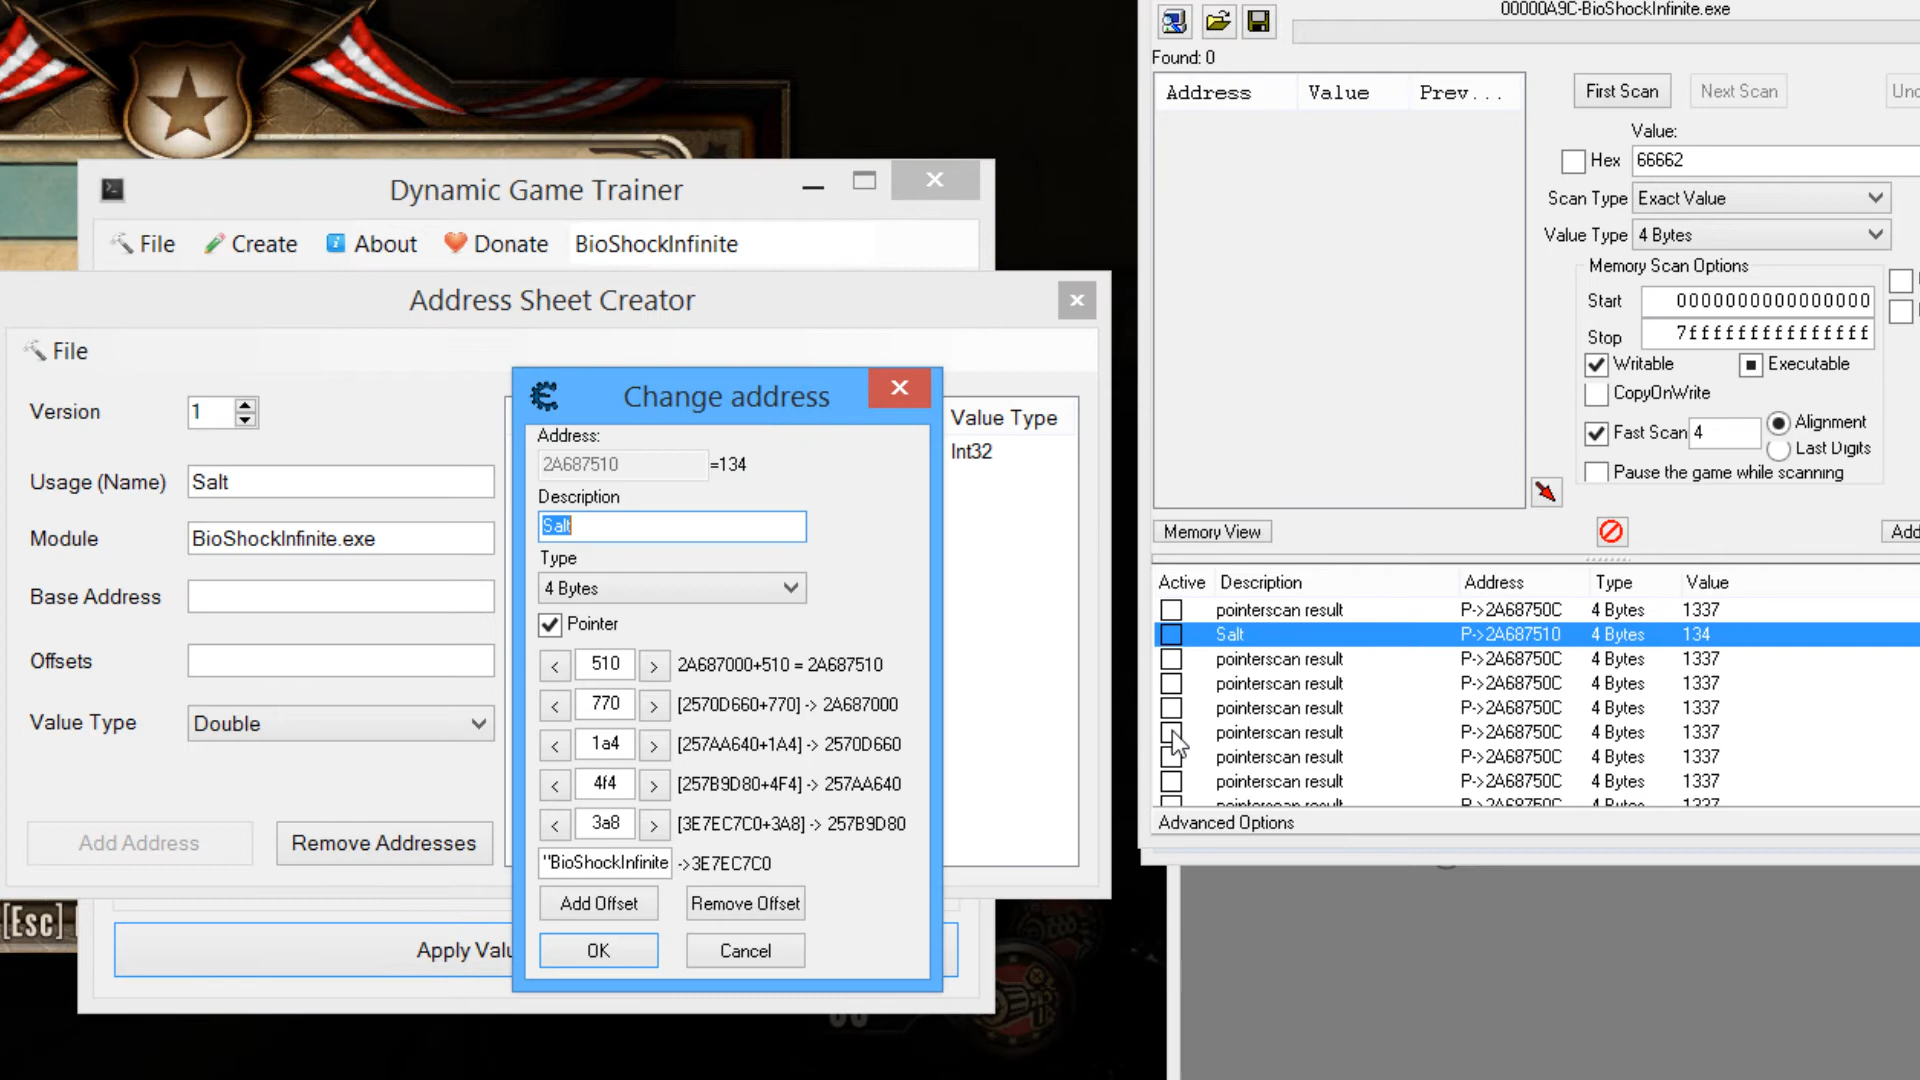 Dynamic Game Trainer
File Create About Donate BioShockInfinite
Address Sheet Creator
File
Version 1
Usage (Name) Salt
Module BioShockInfinite.exe
Base Address
Offsets
Value Type Double
Add Address Remove Addresses
Value Type
Int32
[Esc]
Apply Valu
Change address
Address:
2A687510 =134
Description
Salt
Type
4 Bytes
Pointer
< 510 > 2A687000+510 = 2A687510
< 770 > [2570D660+770] -> 2A687000
< 1a4 > [257AA640+1A4] -> 2570D660
< 4f4 > [257B9D80+4F4] -> 257AA640
< 3a8 > [3E7EC7C0+3A8] -> 257B9D80
"BioShockInfinite ->3E7EC7C0
Add Offset Remove Offset
OK Cancel
00000A9C-BioShockInfinite.exe
Found: 0
Address Value Prev...
First Scan Next Scan Und
Value:
Hex 66662
Scan Type Exact Value
Value Type 4 Bytes
Memory Scan Options
Start 0000000000000000
Stop 7fffffffffffffff
Writable Executable
CopyOnWrite
Fast Scan 4 Alignment
Last Digits
Pause the game while scanning
Memory View Add
Active Description Address Type Value
pointerscan result P->2A68750C 4 Bytes 1337
Salt P->2A687510 4 Bytes 134
pointerscan result P->2A68750C 4 Bytes 1337
pointerscan result P->2A68750C 4 Bytes 1337
pointerscan result P->2A68750C 4 Bytes 1337
pointerscan result P->2A68750C 4 Bytes 1337
pointerscan result P->2A68750C 4 Bytes 1337
pointerscan result P->2A68750C 4 Bytes 1337
pointerscan result P->2A68750C 4 Bytes 1337
Advanced Options